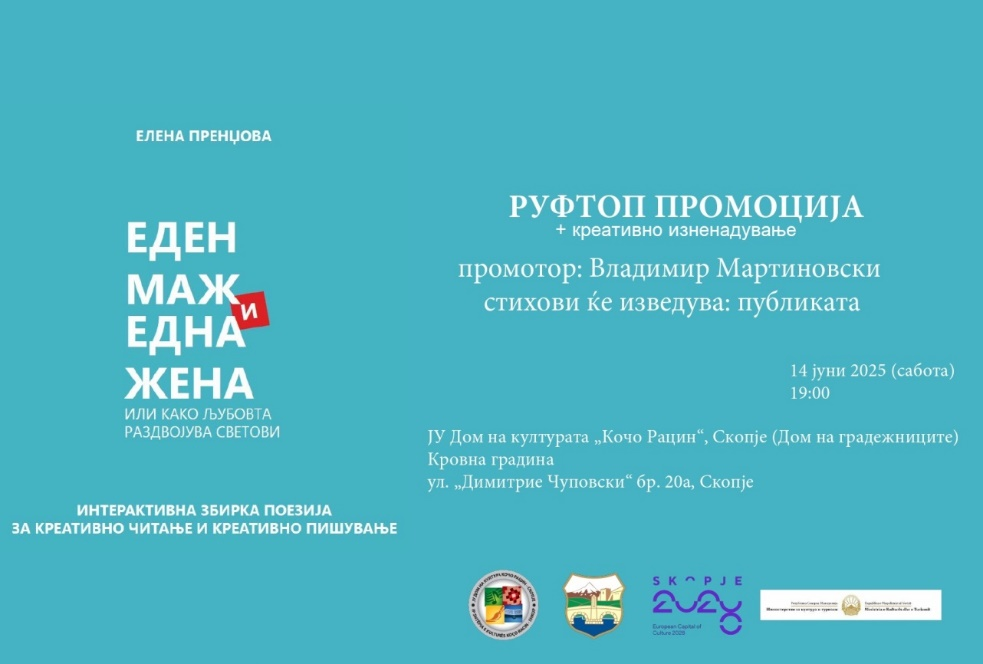 ЕЛЕНА ПРЕНЏОВА
ЕДЕН
МАЖ
И
ЕДНА
ЖЕНА
ИЛИ КАКО ЉУБОВТА
РАЗДВОЈУВА СВЕТОВИ
ИНТЕРАКТИВНА ЗБИРКА ПОЕЗИЈА
ЗА КРЕАТИВНО ЧИТАЊЕ И КРЕАТИВНО ПИШУВАЊЕ
РУФТОП ПРОМОЦИЈА
+ креативно изненадување
промотор: Владимир Мартиновски
стихови ќе изведува: публиката
14 јуни 2025 (сабота)
19:00
ЈУ Дом на културата „Кочо Рацин“, Скопје (Дом на градежниците)
Кровна градина
ул. „Димитрие Чуповски“ бр. 20а, Скопје
SKOPJE
2028
European Capital of
Culture 2028